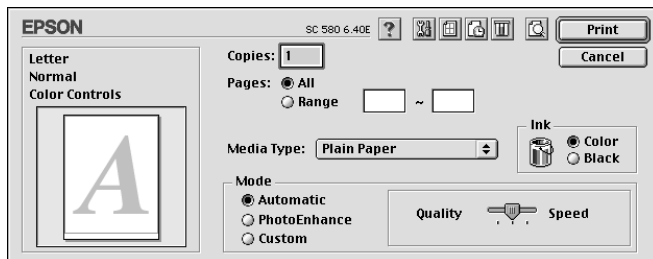 EPSON
SC 580 6.40E
?
Print
Cancel
Letter
Normal
Color Controls
A
Copies: 1
Pages: All
Range
~
Media Type: Plain Paper
Ink
Color
Black
Mode
Automatic
PhotoEnhance
Custom
Quality
Speed